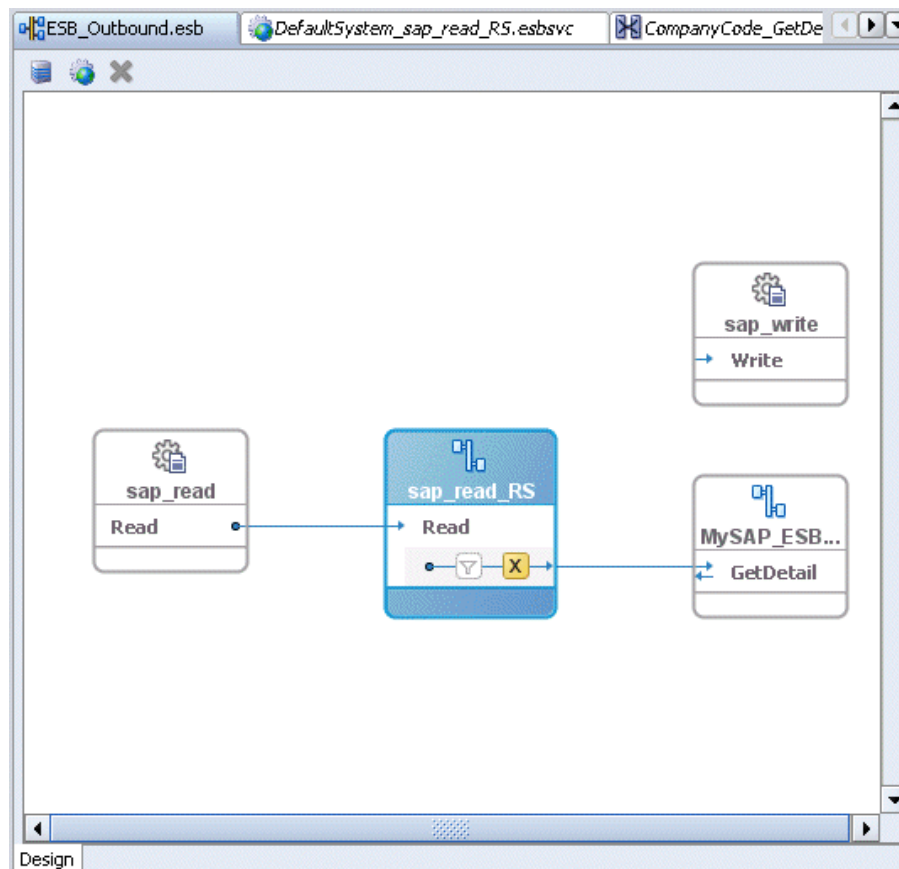 ESB_Outbound.esb
DefaultSystem_sap_read_RS.esbsvc
CompanyCode_GetDe
sap_write
Write
sap_read
Read
sap_read_RS
Read
X
MySAP_ESB...
GetDetail
Design